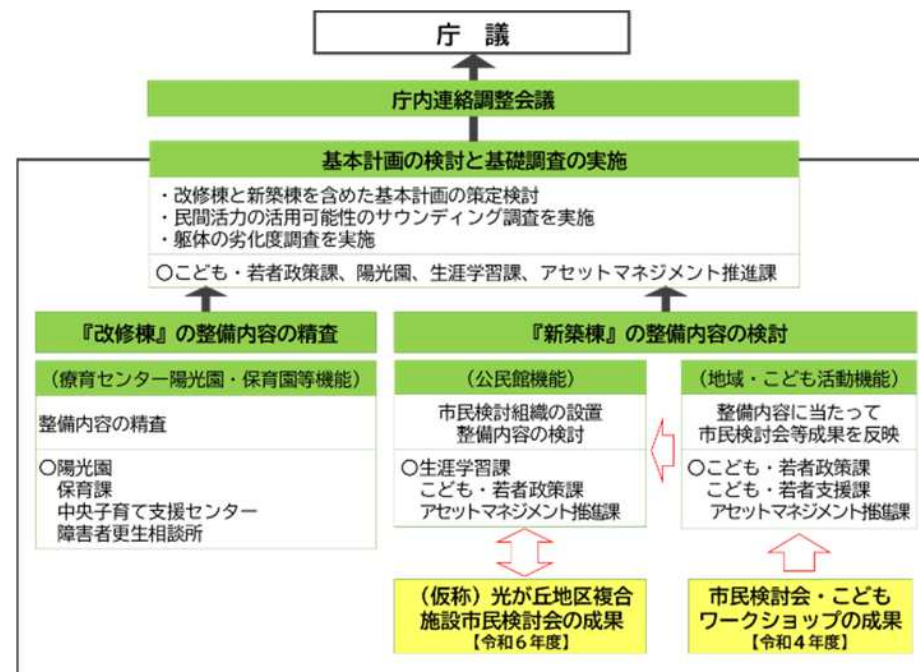 庁 議
庁内連絡調整会議
基本計画の検討と基礎調査の実施
・改修棟と新築棟を含めた基本計画の策定検討
・民間活力の活用可能性のサウンディング調査を実施
・躯体の劣化度調査を実施
〇こども・若者政策課、陽光園、生涯学習課、アセットマネジメント推進課
『改修棟』の整備内容の精査
(療育センター陽光園・保育園等機能)
整備内容の精査
〇陽光園
保育課
中央子育て支援センター
障害者更生相談所
『新築棟』の整備内容の検討
(公民館機能)
市民検討組織の設置
整備内容の検討
〇生涯学習課
こども・若者政策課
アセットマネジメント推進課
(地域・こども活動機能)
整備内容に当たって
市民検討会等成果を反映
〇こども・若者政策課
こども・若者支援課
アセットマネジメント推進課
(仮称)光が丘地区複合
施設市民検討会の成果
【令和6年度】
市民検討会・こども
ワークショップの成果
【令和4年度】